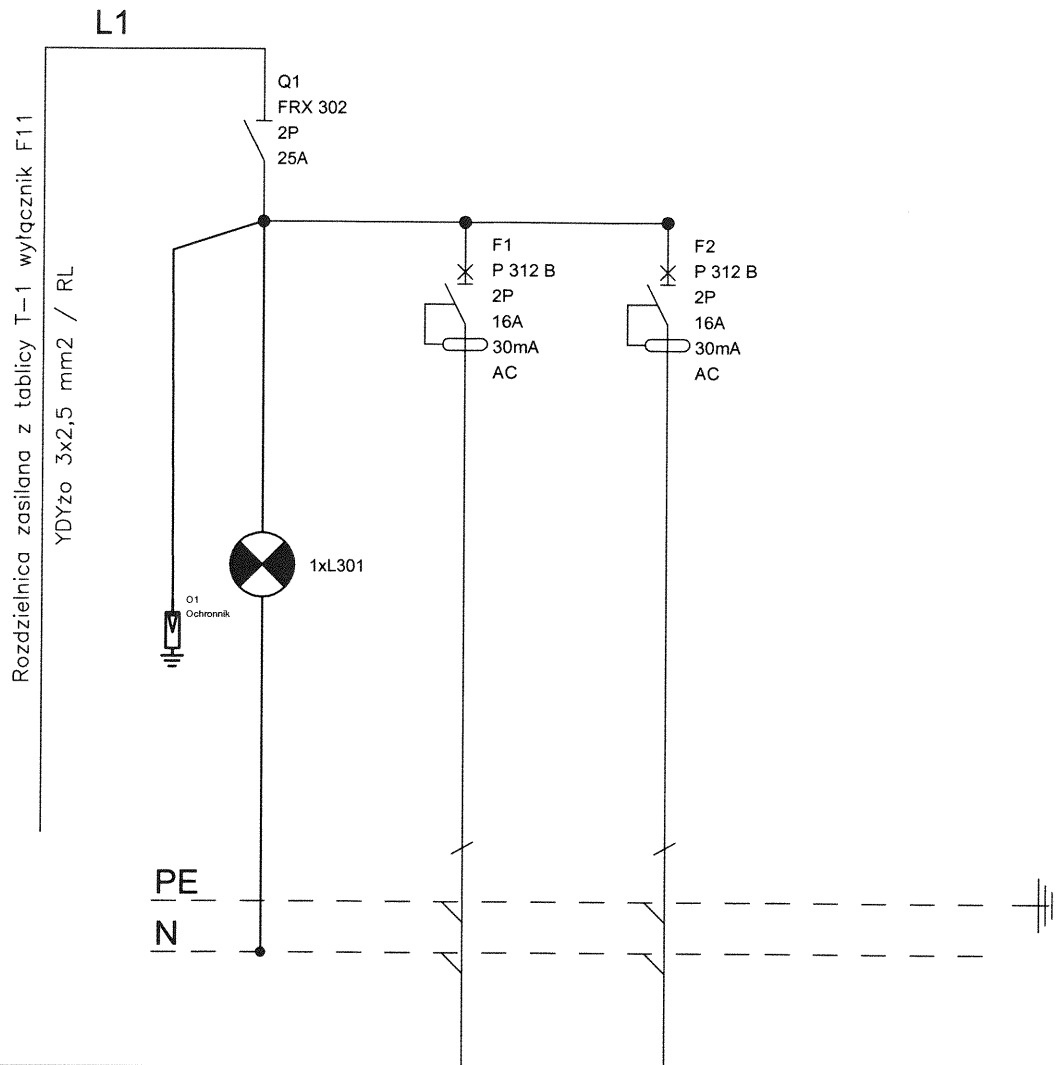 L1
Q1
FRX 302
2P
25A
Rozdzielnica zasilana z tablicy T-1 wyłącznik F11
YDYżo 3x2,5 mm2 / RL
F1
P 312 B
2P
16A
30mA
AC
F2
P 312 B
2P
16A
30mA
AC
1xL301
O1
Ochronnik
PE
N